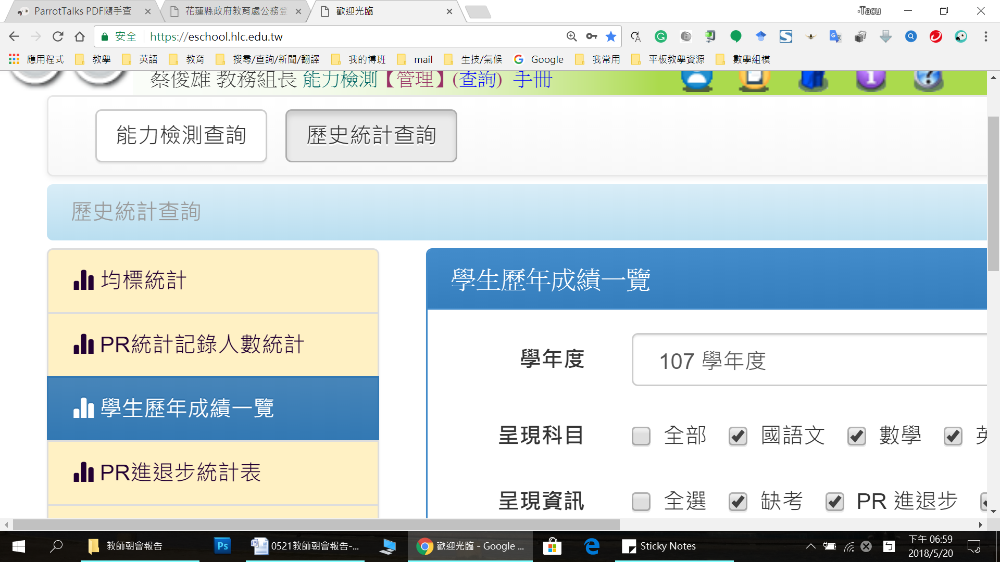 ParrotTalks PDF隨手查
花蓮縣政府教育處公務登
歡迎光臨
Tacu
安全 https://eschool.hlc.edu.tw
應用程式 教學 英語 教育 搜尋/查詢/新聞/翻譯 我的博班 mail 生技/氣候 Google 我常用 平板教學資源 數學組模
蔡俊雄 教務組長 能力檢測【管理】(查詢) 手冊
能力檢測查詢 歷史統計查詢
歷史統計查詢
均標統計
PR統計記錄人數統計
學生歷年成績一覽
PR進退步統計表
學生歷年成績一覽
學年度 107 學年度
呈現科目 全部 國語文 數學 英
呈現資訊 全選 缺考 PR 進退步
教師朝會報告 Ps 0521教師朝會報告-... 歡迎光臨 - Google ... Sticky Notes ㄅ 下午 06:59
2018/5/20